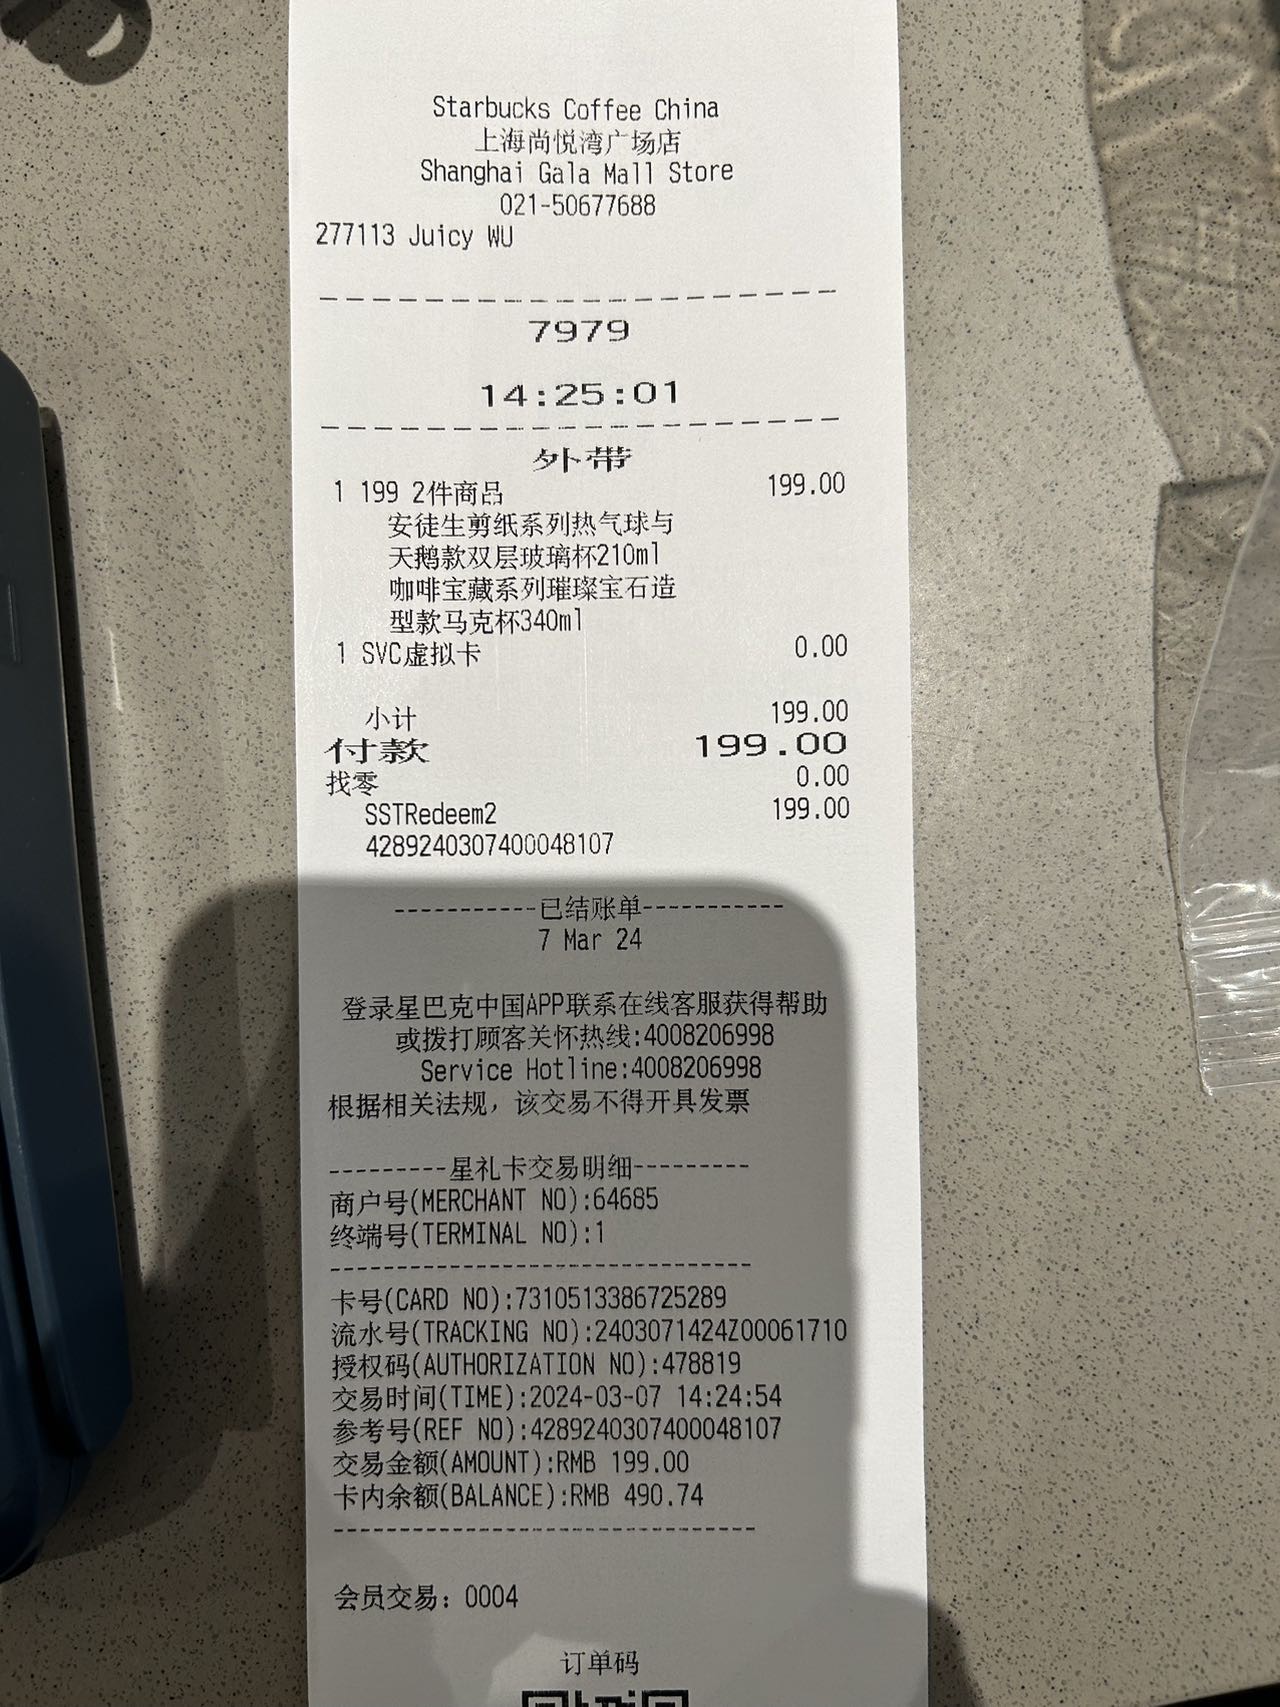 Starbucks Coffee China
上海尚悦湾广场店
Shanghai Gala Mall Store
021-50677688
277113 Juicy WU
7979
14:25:01
外带
1 199 2件商品 199.00
安徒生剪纸系列热气球与
天鹅款双层玻璃杯210ml
咖啡宝藏系列璀璨宝石造
型款马克杯340ml
1 SVC虚拟卡 0.00
小计 199.00
付款 199.00
找零 0.00
SSTRedeem2 199.00
4289240307400048107
-----------已结账单-----------
7 Mar 24
登录星巴克中国APP联系在线客服获得帮助
或拨打顾客关怀热线:4008206998
Service Hotline:4008206998
根据相关法规，该交易不得开具发票
---------星礼卡交易明细---------
商户号(MERCHANT NO):64685
终端号(TERMINAL NO):1
卡号(CARD NO):7310513386725289
流水号(TRACKING NO):2403071424Z00061710
授权码(AUTHORIZATION NO):478819
交易时间(TIME):2024-03-07 14:24:54
参考号(REF NO):4289240307400048107
交易金额(AMOUNT):RMB 199.00
卡内余额(BALANCE):RMB 490.74
会员交易: 0004
订单码